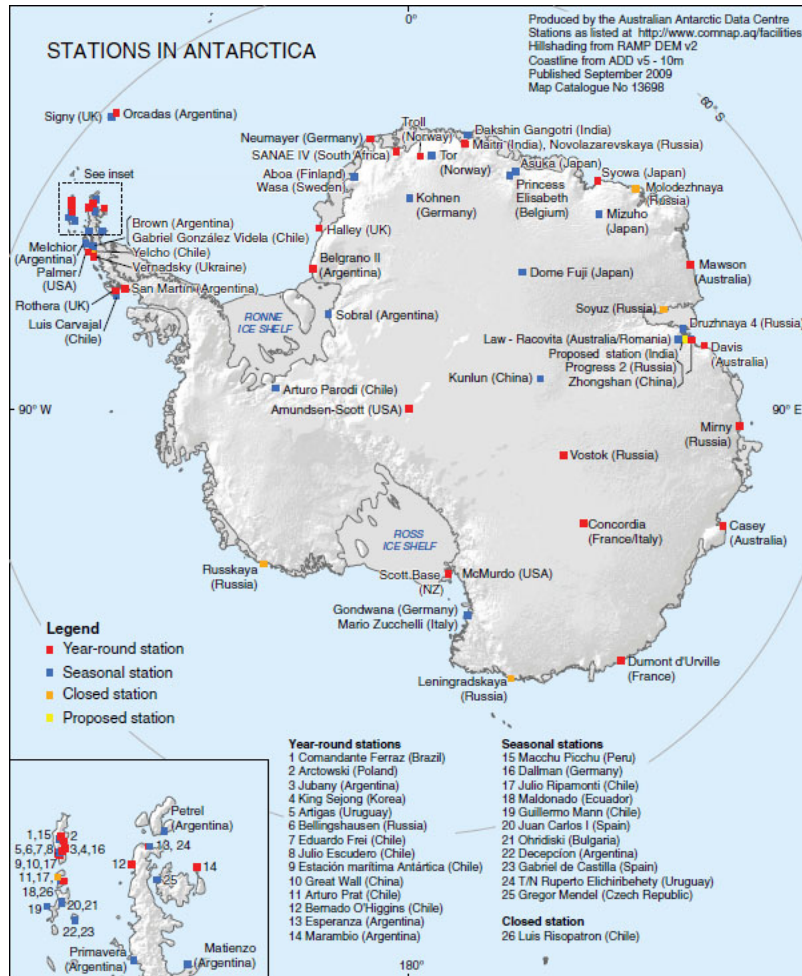 0°
Produced by the Australian Antarctic Data Centre
Stations as listed at http://www.comnap.aq/facilities
Hillshading from RAMP DEM v2
Coastline from ADD v5 - 10m
Published September 2009
Map Catalogue No 13698
STATIONS IN ANTARCTICA
60° S
Signy (UK)
Orcadas (Argentina)
Troll
(Norway)
Dakshin Gangotri (India)
Neumayer (Germany)
Maitri (India), Novolazarevskaya (Russia)
SANAE IV (South Africa)
Tor
(Norway)
Asuka (Japan)
Syowa (Japan)
See inset
Aboa (Finland)
Wasa (Sweden)
Kohnen
(Germany)
Princess
Elisabeth
(Belgium)
Molodezhnaya
(Russia)
Mizuho
(Japan)
Brown (Argentina)
Gabriel González Videla (Chile)
Halley (UK)
Melchior
(Argentina)
Yelcho (Chile)
Palmer
(USA)
Vernadsky (Ukraine)
Belgrano II
(Argentina)
Dome Fuji (Japan)
Mawson
(Australia)
Rothera (UK)
San Martín (Argentina)
Luis Carvajal
(Chile)
RONNE
ICE SHELF
Sobral (Argentina)
Soyuz (Russia)
Druzhnaya 4 (Russia)
Law - Racovita (Australia/Romania)
Proposed station (India)
Progress 2 (Russia)
Zhongshan (China)
Davis
(Australia)
Arturo Parodi (Chile)
Kunlun (China)
90° W
Amundsen-Scott (USA)
90° E
Mirny
(Russia)
Vostok (Russia)
ROSS
ICE SHELF
Concordia
(France/Italy)
Casey
(Australia)
Russkaya
(Russia)
Scott Base
(NZ)
McMurdo (USA)
Gondwana (Germany)
Mario Zucchelli (Italy)
Legend
Year-round station
Seasonal station
Closed station
Proposed station
Leningradskaya
(Russia)
Dumont d'Urville
(France)
Year-round stations
1 Comandante Ferraz (Brazil)
2 Arctowski (Poland)
3 Jubany (Argentina)
4 King Sejong (Korea)
5 Artigas (Uruguay)
6 Bellingshausen (Russia)
7 Eduardo Frei (Chile)
8 Julio Escudero (Chile)
9 Estación marítima Antártica (Chile)
10 Great Wall (China)
11 Arturo Prat (Chile)
12 Bernado O'Higgins (Chile)
13 Esperanza (Argentina)
14 Marambio (Argentina)
Seasonal stations
15 Macchu Picchu (Peru)
16 Dallman (Germany)
17 Julio Ripamonti (Chile)
18 Maldonado (Ecuador)
19 Guillermo Mann (Chile)
20 Juan Carlos I (Spain)
21 Ohridiski (Bulgaria)
22 Decepcíon (Argentina)
23 Gabriel de Castilla (Spain)
24 T/N Ruperto Elichiribehety (Uruguay)
25 Gregor Mendel (Czech Republic)
Closed station
26 Luis Risopatron (Chile)
Petrel
(Argentina)
1,15
2
13, 24
5,6,7,8
3,4,16
9,10,17
12
14
11,17,
25
18,26
19
20,21
22,23
Primavera
(Argentina)
Matienzo
(Argentina)
180°